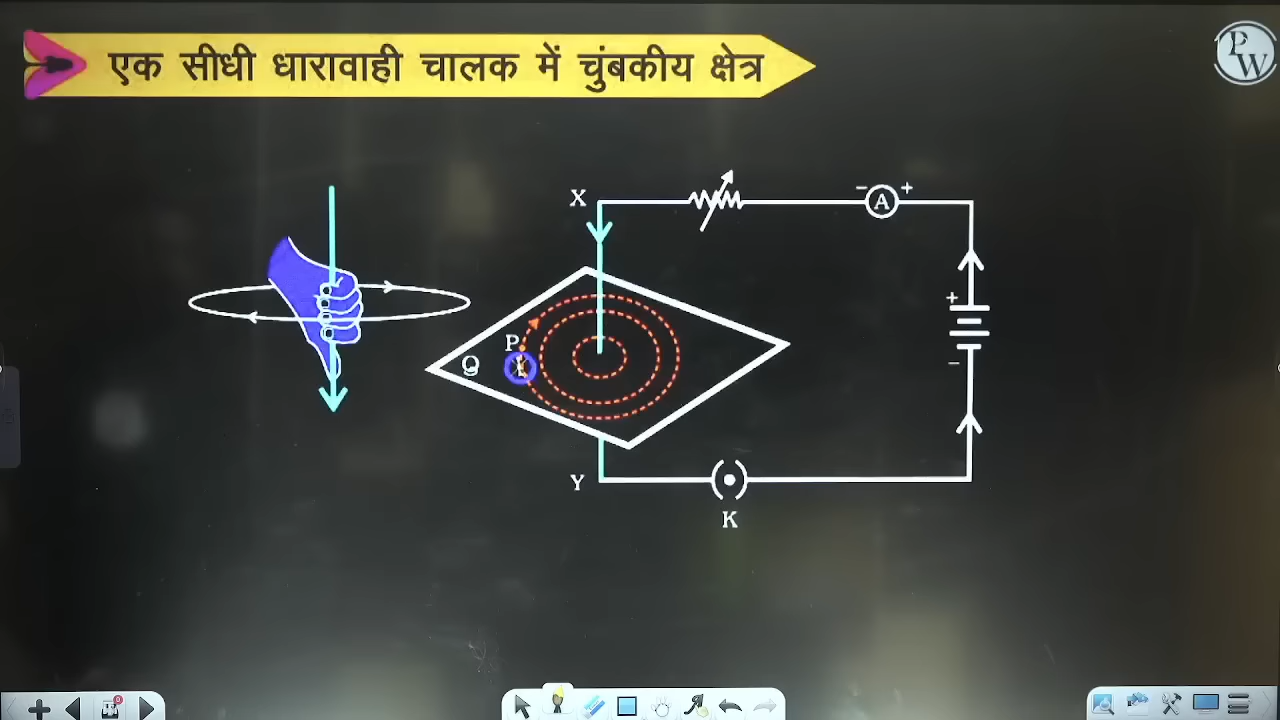 एक सीधी धारावाही चालक में चुंबकीय क्षेत्र
P
W
X
− A +
+
P
Q
−
Y
K